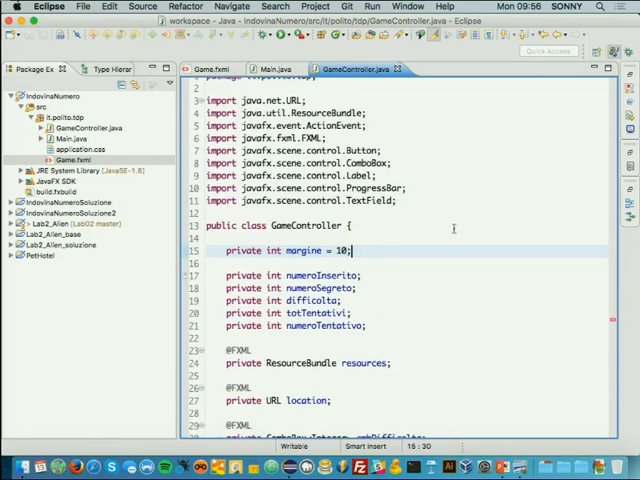 Eclipse File Edit Source Refactor Navigate Search Project Git Run Window Help Mon 09:56 SONNY
workspace - Java - IndovinaNumero/src/it/polito/tdp/GameController.java - Eclipse
Quick Access
Package Ex
Type Hierar
Game.fxml
Main.java
GameController.java
IndovinaNumero
src
it.polito.tdp
GameController.java
Main.java
application.css
Game.fxml
JRE System Library [JavaSE-1.8]
JavaFX SDK
build.fxbuild
IndovinaNumeroSoluzione
IndovinaNumeroSoluzione2
Lab2_Alien [Lab02 master]
Lab2_Alien_base
Lab2_Alien_soluzione
PetHotel
2
3 import java.net.URL;
4 import java.util.ResourceBundle;
5 import javafx.event.ActionEvent;
6 import javafx.fxml.FXML;
7 import javafx.scene.control.Button;
8 import javafx.scene.control.ComboBox;
9 import javafx.scene.control.Label;
10 import javafx.scene.control.ProgressBar;
11 import javafx.scene.control.TextField;
12
13 public class GameController {
14
15 private int margine = 10;
16
17 private int numeroInserito;
18 private int numeroSegreto;
19 private int difficolta;
20 private int totTentativi;
21 private int numeroTentativo;
22
23 @FXML
24 private ResourceBundle resources;
25
26 @FXML
27 private URL location;
28
29 @FXML
Writable
Smart Insert
15 : 30